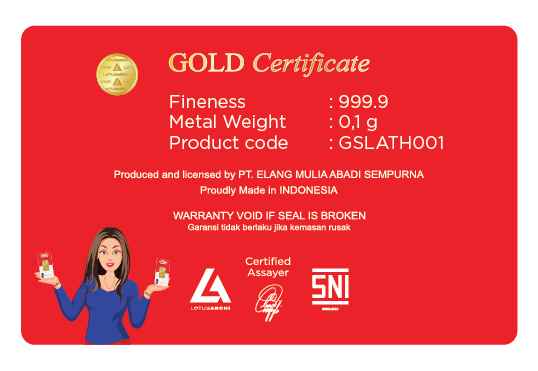 GOLD Certificate
Fineness : 999.9
Metal Weight : 0,1 g
Product code : GSLATH001
Produced and licensed by PT. ELANG MULIA ABADI SEMPURNA
Proudly Made in INDONESIA
WARRANTY VOID IF SEAL IS BROKEN
Garansi tidak berlaku jika kemasan rusak
Certified
Assayer
LOTUSARCHI
SNI